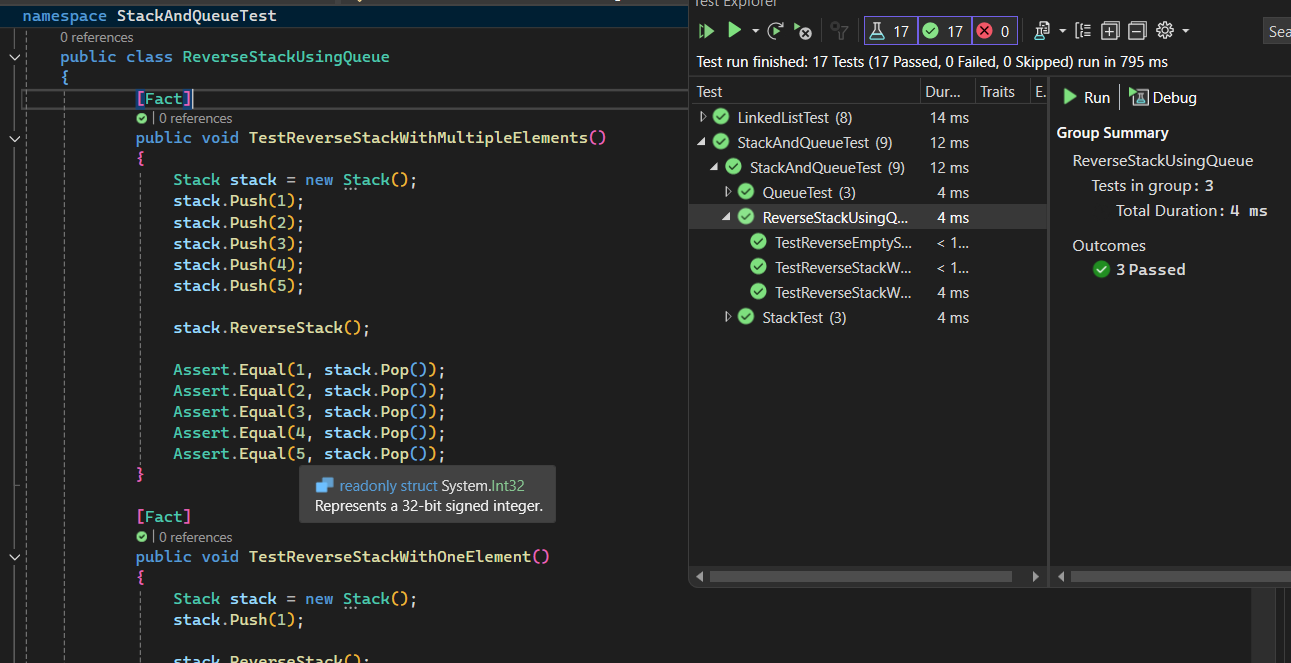 namespace StackAndQueueTest
0 references
public class ReverseStackUsingQueue
{
[Fact]
0 references
public void TestReverseStackWithMultipleElements()
{
Stack stack = new Stack();
stack.Push(1);
stack.Push(2);
stack.Push(3);
stack.Push(4);
stack.Push(5);
stack.ReverseStack();
Assert.Equal(1, stack.Pop());
Assert.Equal(2, stack.Pop());
Assert.Equal(3, stack.Pop());
Assert.Equal(4, stack.Pop());
Assert.Equal(5, stack.Pop());
}
readonly struct System.Int32
Represents a 32-bit signed integer.
[Fact]
0 references
public void TestReverseStackWithOneElement()
{
Stack stack = new Stack();
stack.Push(1);
stack.ReverseStack();
Test Explorer
17 17 0
Sea
Test run finished: 17 Tests (17 Passed, 0 Failed, 0 Skipped) run in 795 ms
Test Dur... Traits E.
LinkedListTest (8) 14 ms
StackAndQueueTest (9) 12 ms
StackAndQueueTest (9) 12 ms
QueueTest (3) 4 ms
ReverseStackUsingQ... 4 ms
TestReverseEmptyS... < 1...
TestReverseStackW... < 1...
TestReverseStackW... 4 ms
StackTest (3) 4 ms
Run Debug
Group Summary
ReverseStackUsingQueue
Tests in group: 3
Total Duration: 4 ms
Outcomes
3 Passed